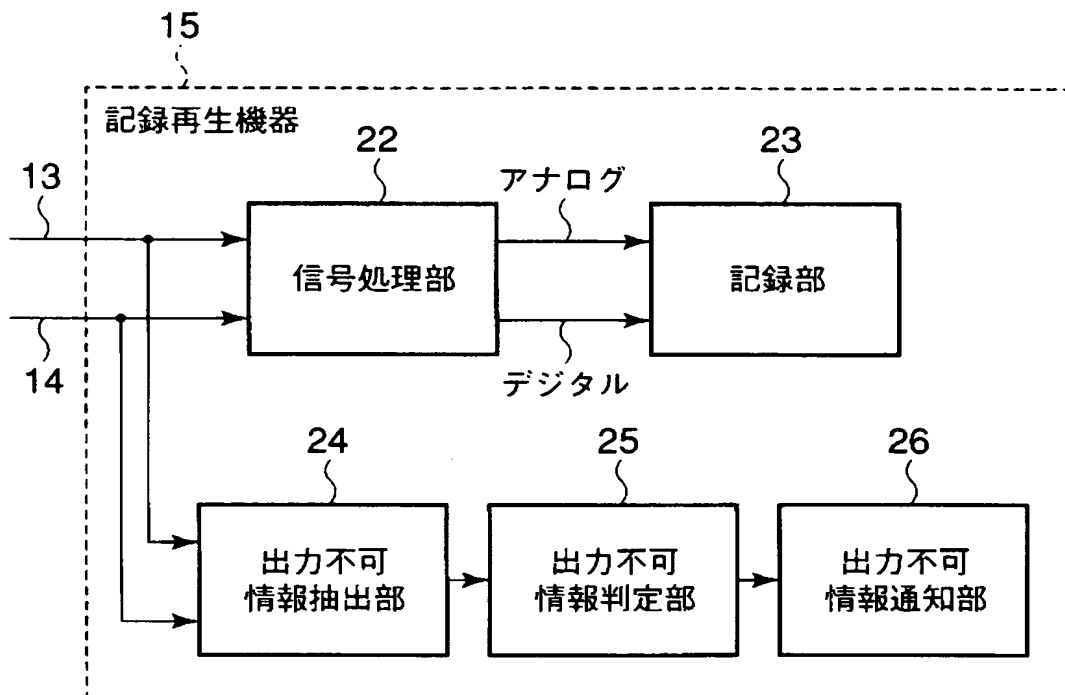 15
記録再生機器
22
23
13
アナログ
信号処理部
記録部
14
デジタル
24
25
26
出力不可
情報抽出部
出力不可
情報判定部
出力不可
情報通知部